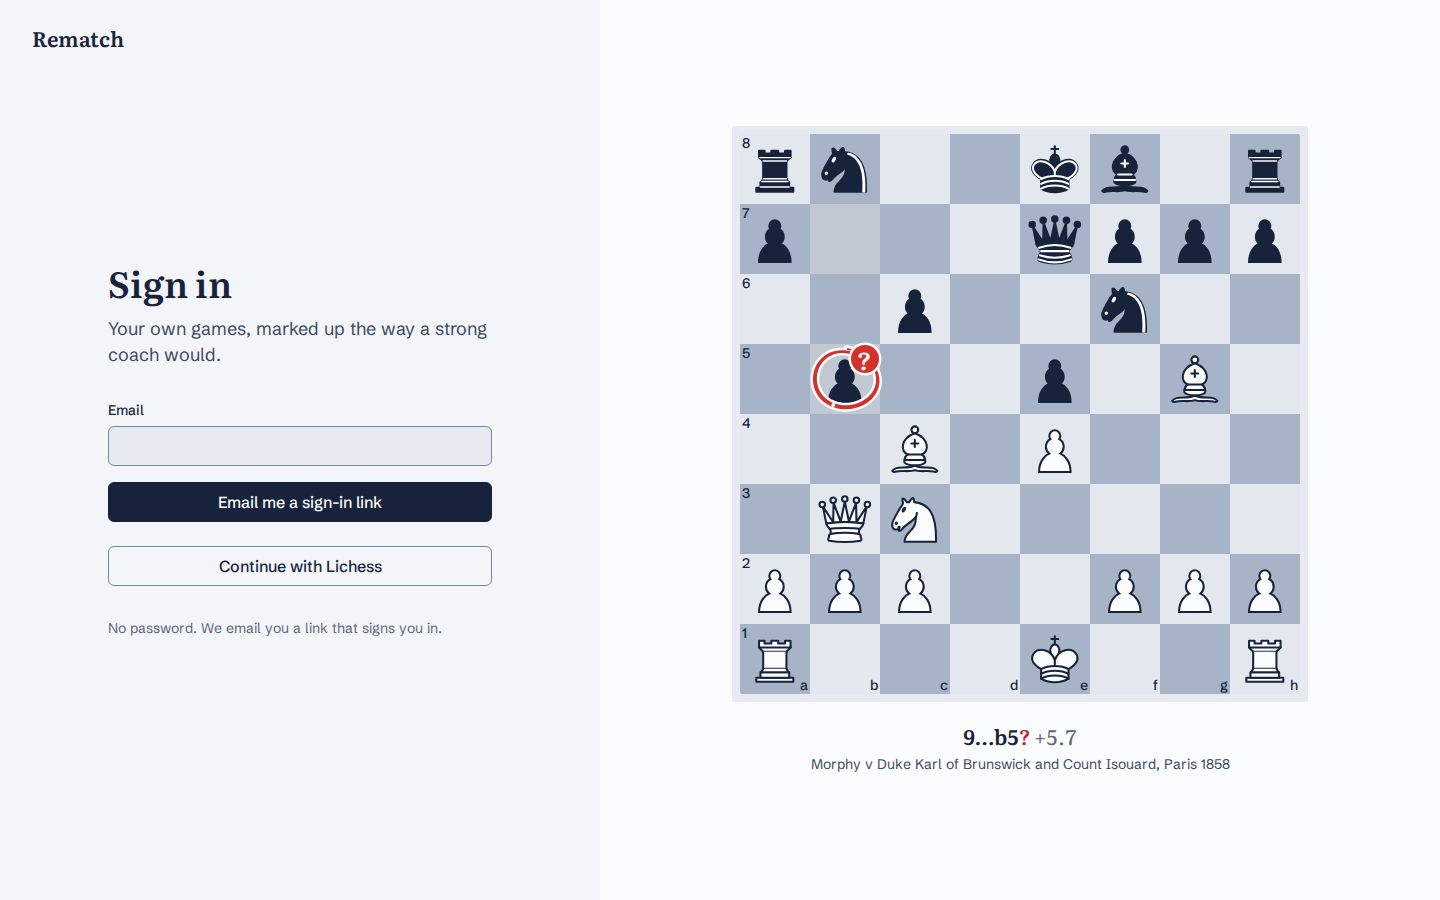 Rematch
Sign in
Your own games, marked up the way a strong
coach would.
Email
Email me a sign-in link
Continue with Lichess
No password. We email you a link that signs you in.
8
7
6
5
?
4
3
2
1
a b c d e f g h
9...b5? +5.7
Morphy v Duke Karl of Brunswick and Count Isouard, Paris 1858